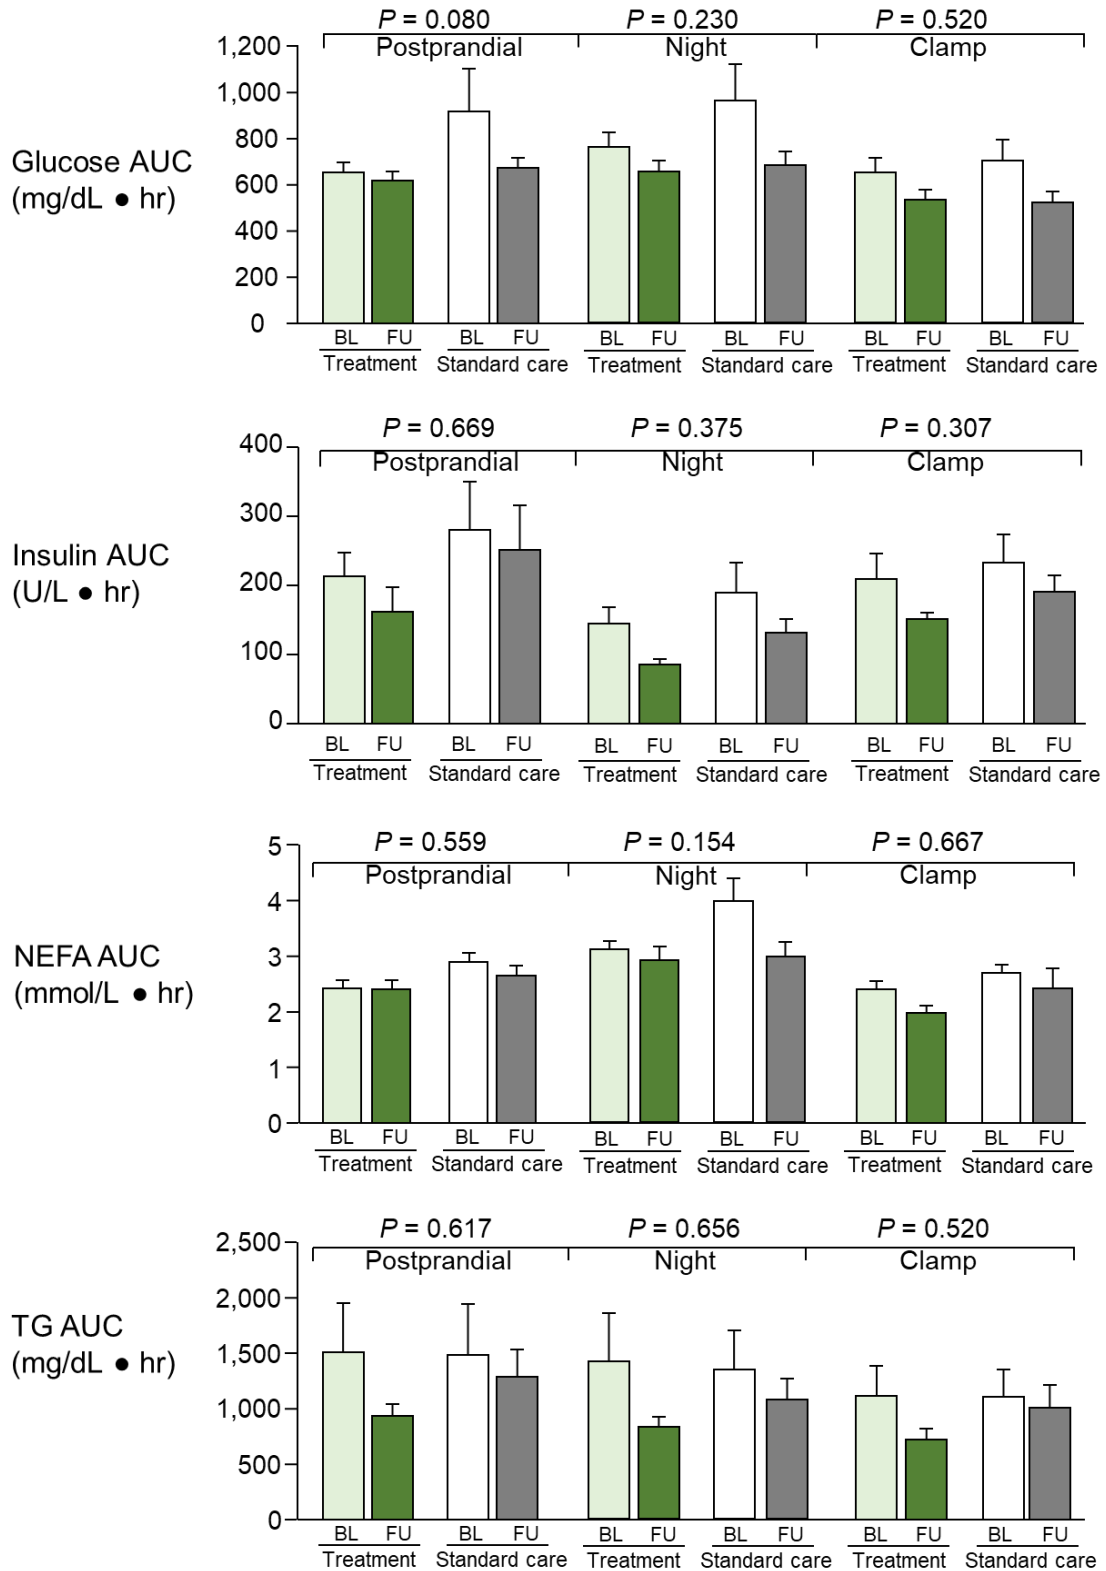 P = 0.080 P = 0.230 P = 0.520
Postprandial Night Clamp
1,200
1,000
800
600
400
200
0
Glucose AUC
(mg/dL ● hr)
BL FU BL FU BL FU BL FU BL FU BL FU
Treatment Standard care Treatment Standard care Treatment Standard care
P = 0.669 P = 0.375 P = 0.307
Postprandial Night Clamp
400
300
200
100
0
Insulin AUC
(U/L ● hr)
BL FU BL FU BL FU BL FU BL FU BL FU
Treatment Standard care Treatment Standard care Treatment Standard care
P = 0.559 P = 0.154 P = 0.667
Postprandial Night Clamp
5
4
3
2
1
0
NEFA AUC
(mmol/L ● hr)
BL FU BL FU BL FU BL FU BL FU BL FU
Treatment Standard care Treatment Standard care Treatment Standard care
P = 0.617 P = 0.656 P = 0.520
Postprandial Night Clamp
2,500
2,000
1,500
1,000
500
0
TG AUC
(mg/dL ● hr)
BL FU BL FU BL FU BL FU BL FU BL FU
Treatment Standard care Treatment Standard care Treatment Standard care